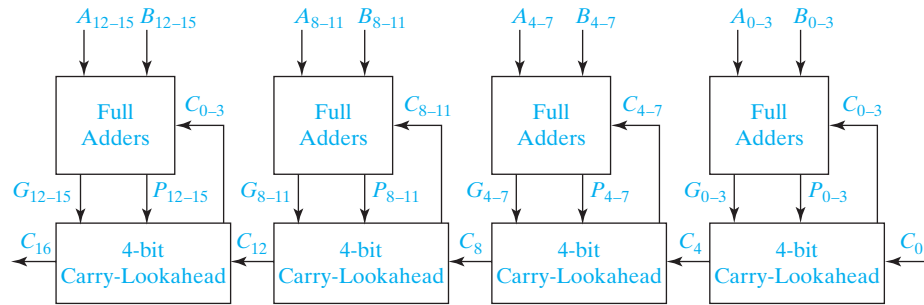 A12–15 B12–15 A8–11 B8–11 A4–7 B4–7 A0–3 B0–3
Full Adders C0–3 Full Adders C8–11 Full Adders C4–7 Full Adders C0–3
G12–15 P12–15 G8–11 P8–11 G4–7 P4–7 G0–3 P0–3
C16 4-bit Carry-Lookahead C12 4-bit Carry-Lookahead C8 4-bit Carry-Lookahead C4 4-bit Carry-Lookahead C0